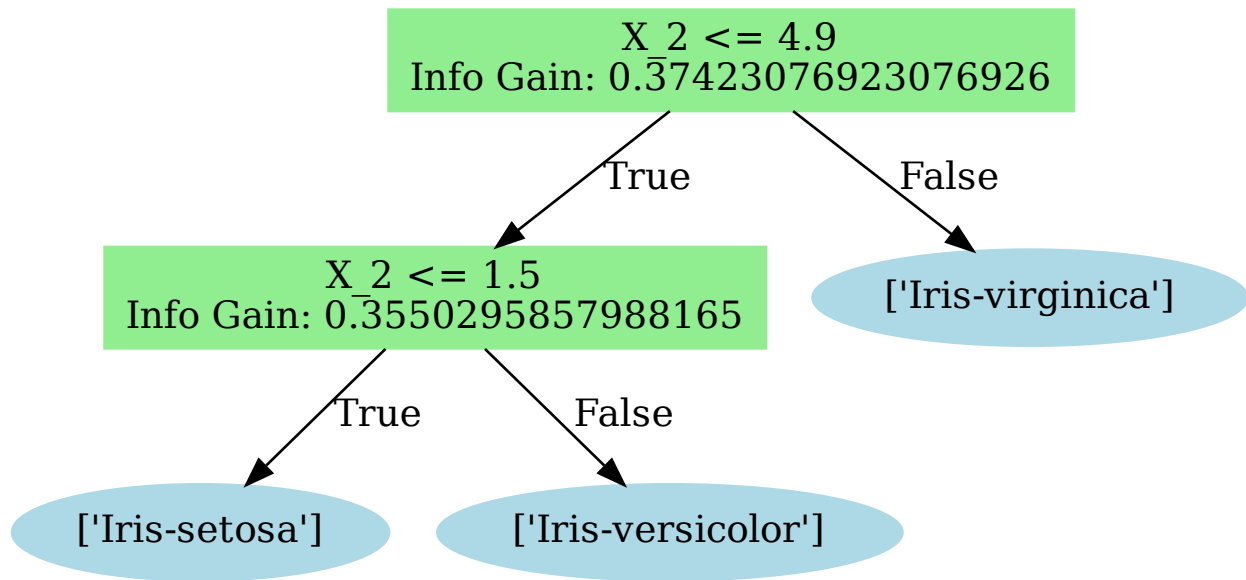 X_2 <= 4.9
Info Gain: 0.37423076923076926
True
False
X_2 <= 1.5
Info Gain: 0.3550295857988165
['Iris-virginica']
True
False
['Iris-setosa']
['Iris-versicolor']